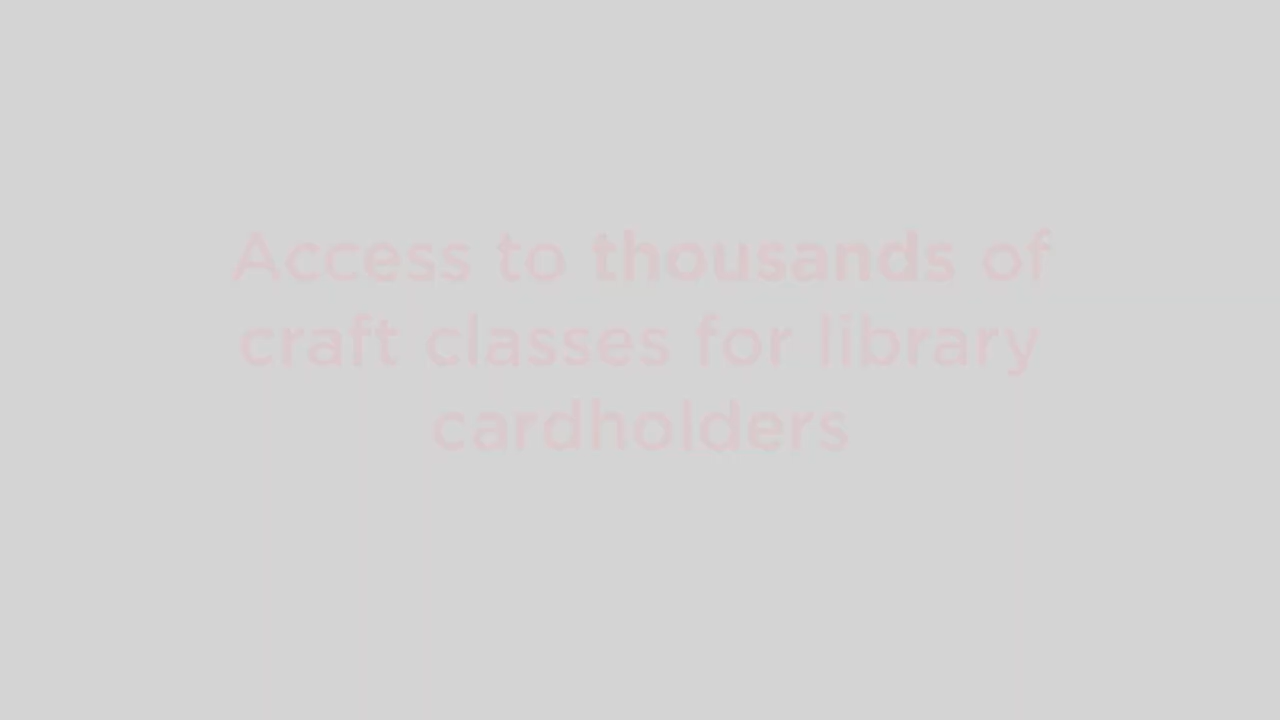 Access to thousands of
craft classes for library
cardholders